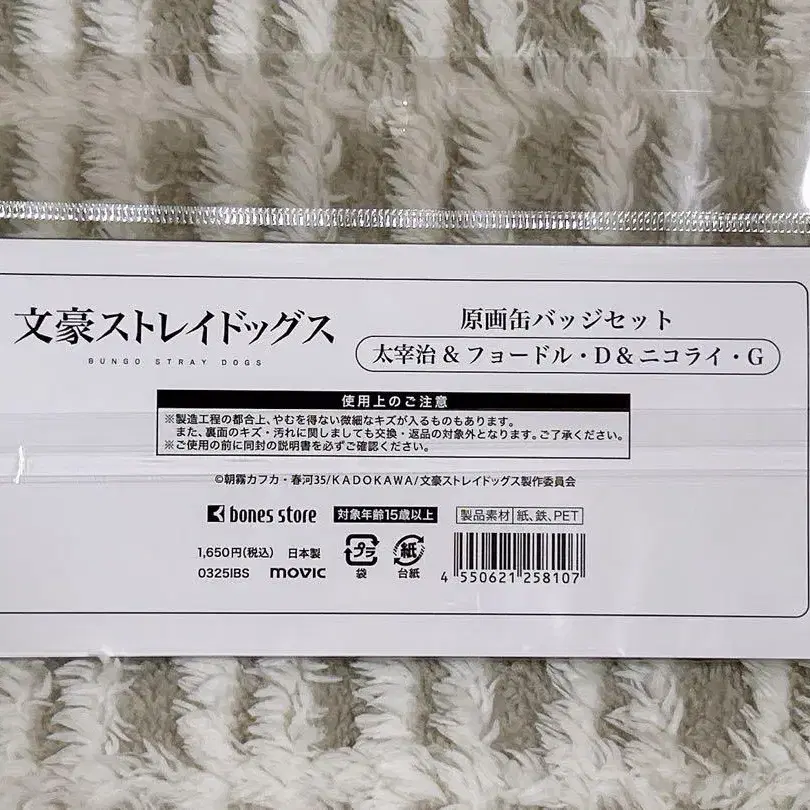 文豪ストレイドッグス
BUNGO STRAY DOGS
原画缶バッジセット
太宰治 & フョードル・D & ニコライ・G
使用上のご注意
※製造工程の都合上、やむを得ない微細なキズが入るものもあります。
また、裏面のキズ・汚れに関しましても交換・返品の対象外となります。ご了承ください。
※ご使用の前に同封の説明書を必ずご確認ください。
©朝霧カフカ・春河35/KADOKAWA/文豪ストレイドッグス製作委員会
bones store
対象年齢15歳以上
製品素材 紙、鉄、PET
1,650円(税込) 日本製
0325IBS movic
プラ
袋
紙
台紙
4 550621 258107